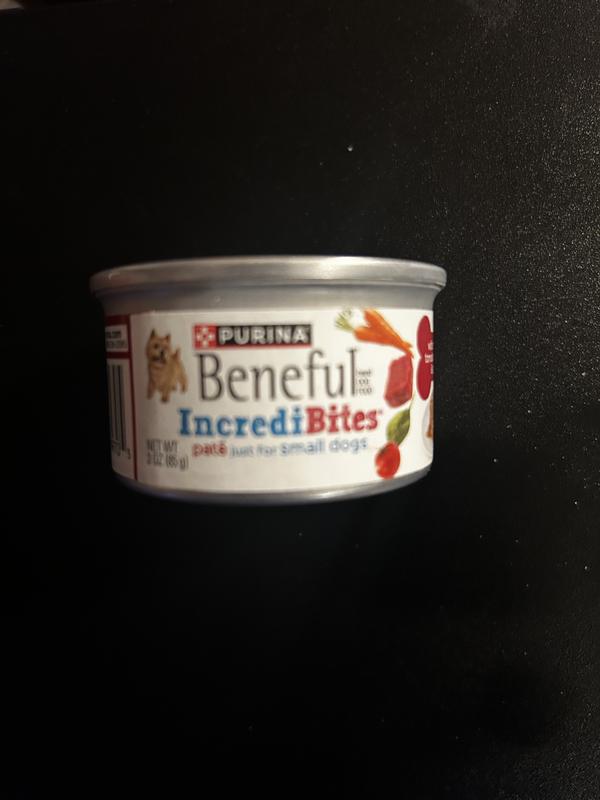 PURINA
Beneful
IncrediBites
paté just for small dogs
NET WT
3 OZ (85 g)